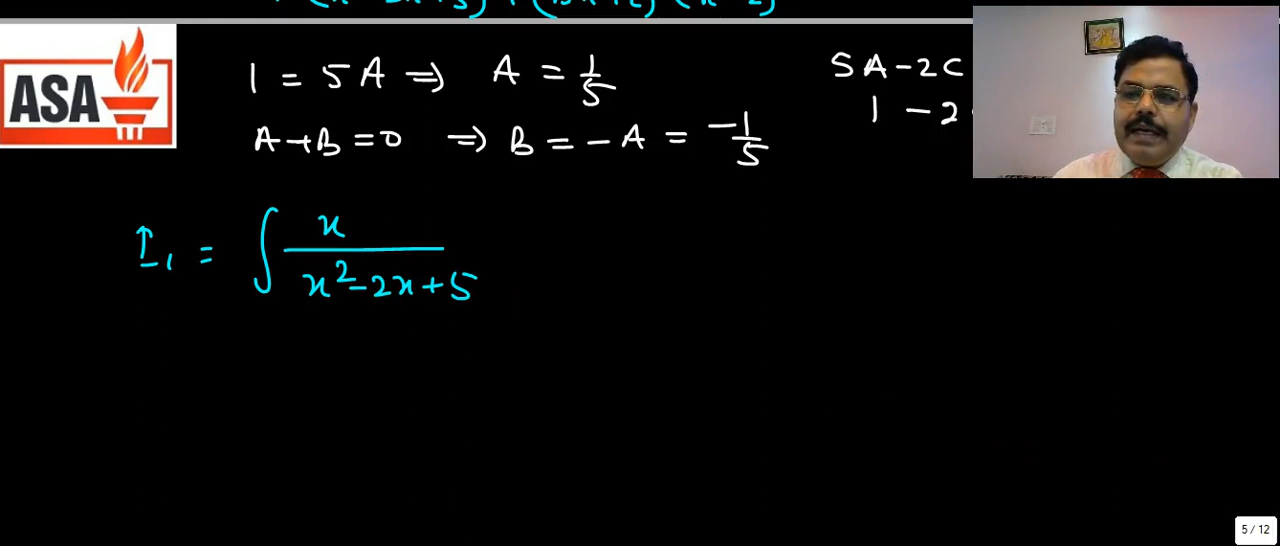 ASA
1 = 5A ⇒ A = 1/5
5A - 2C
1 - 2
A+B=0 ⇒ B = -A = -1/5
I₁ = ∫ x / (x² - 2x + 5)
5 / 12